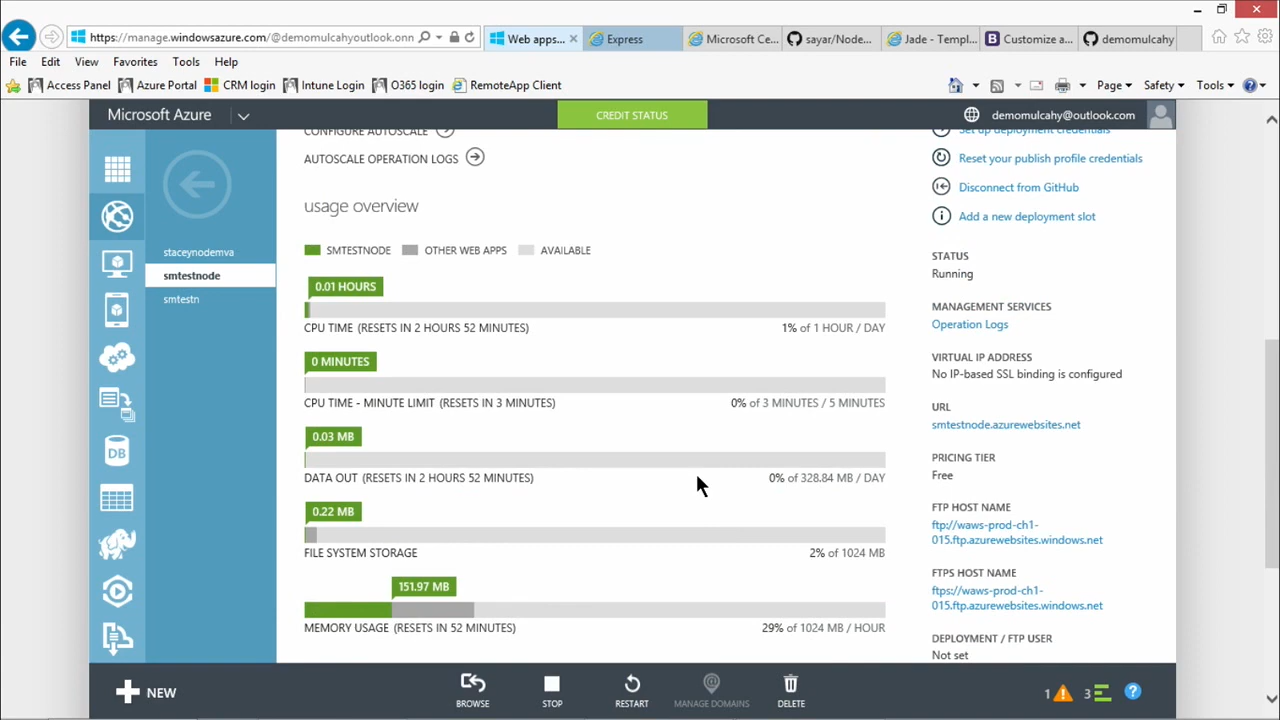 https://manage.windowsazure.com/@demomulcahyoutlook.onn
Web apps...
Express
Microsoft Ce...
sayar/Node...
Jade - Templ...
Customize a...
demomulcahy
File Edit View Favorites Tools Help
Access Panel Azure Portal CRM login Intune Login O365 login RemoteApp Client
Page Safety Tools
Microsoft Azure
CREDIT STATUS
demomulcahy@outlook.com
staceynodemva
smtestnode
smtestn
DB
CONFIGURE AUTOSCALE
AUTOSCALE OPERATION LOGS
usage overview
SMTESTNODE OTHER WEB APPS AVAILABLE
0.01 HOURS
CPU TIME (RESETS IN 2 HOURS 52 MINUTES) 1% of 1 HOUR / DAY
0 MINUTES
CPU TIME - MINUTE LIMIT (RESETS IN 3 MINUTES) 0% of 3 MINUTES / 5 MINUTES
0.03 MB
DATA OUT (RESETS IN 2 HOURS 52 MINUTES) 0% of 328.84 MB / DAY
0.22 MB
FILE SYSTEM STORAGE 2% of 1024 MB
151.97 MB
MEMORY USAGE (RESETS IN 52 MINUTES) 29% of 1024 MB / HOUR
Set up deployment credentials
Reset your publish profile credentials
Disconnect from GitHub
Add a new deployment slot
STATUS
Running
MANAGEMENT SERVICES
Operation Logs
VIRTUAL IP ADDRESS
No IP-based SSL binding is configured
URL
smtestnode.azurewebsites.net
PRICING TIER
Free
FTP HOST NAME
ftp://waws-prod-ch1-
015.ftp.azurewebsites.windows.net
FTPS HOST NAME
ftps://waws-prod-ch1-
015.ftp.azurewebsites.windows.net
DEPLOYMENT / FTP USER
Not set
NEW
BROWSE STOP RESTART MANAGE DOMAINS DELETE
1 3 ?